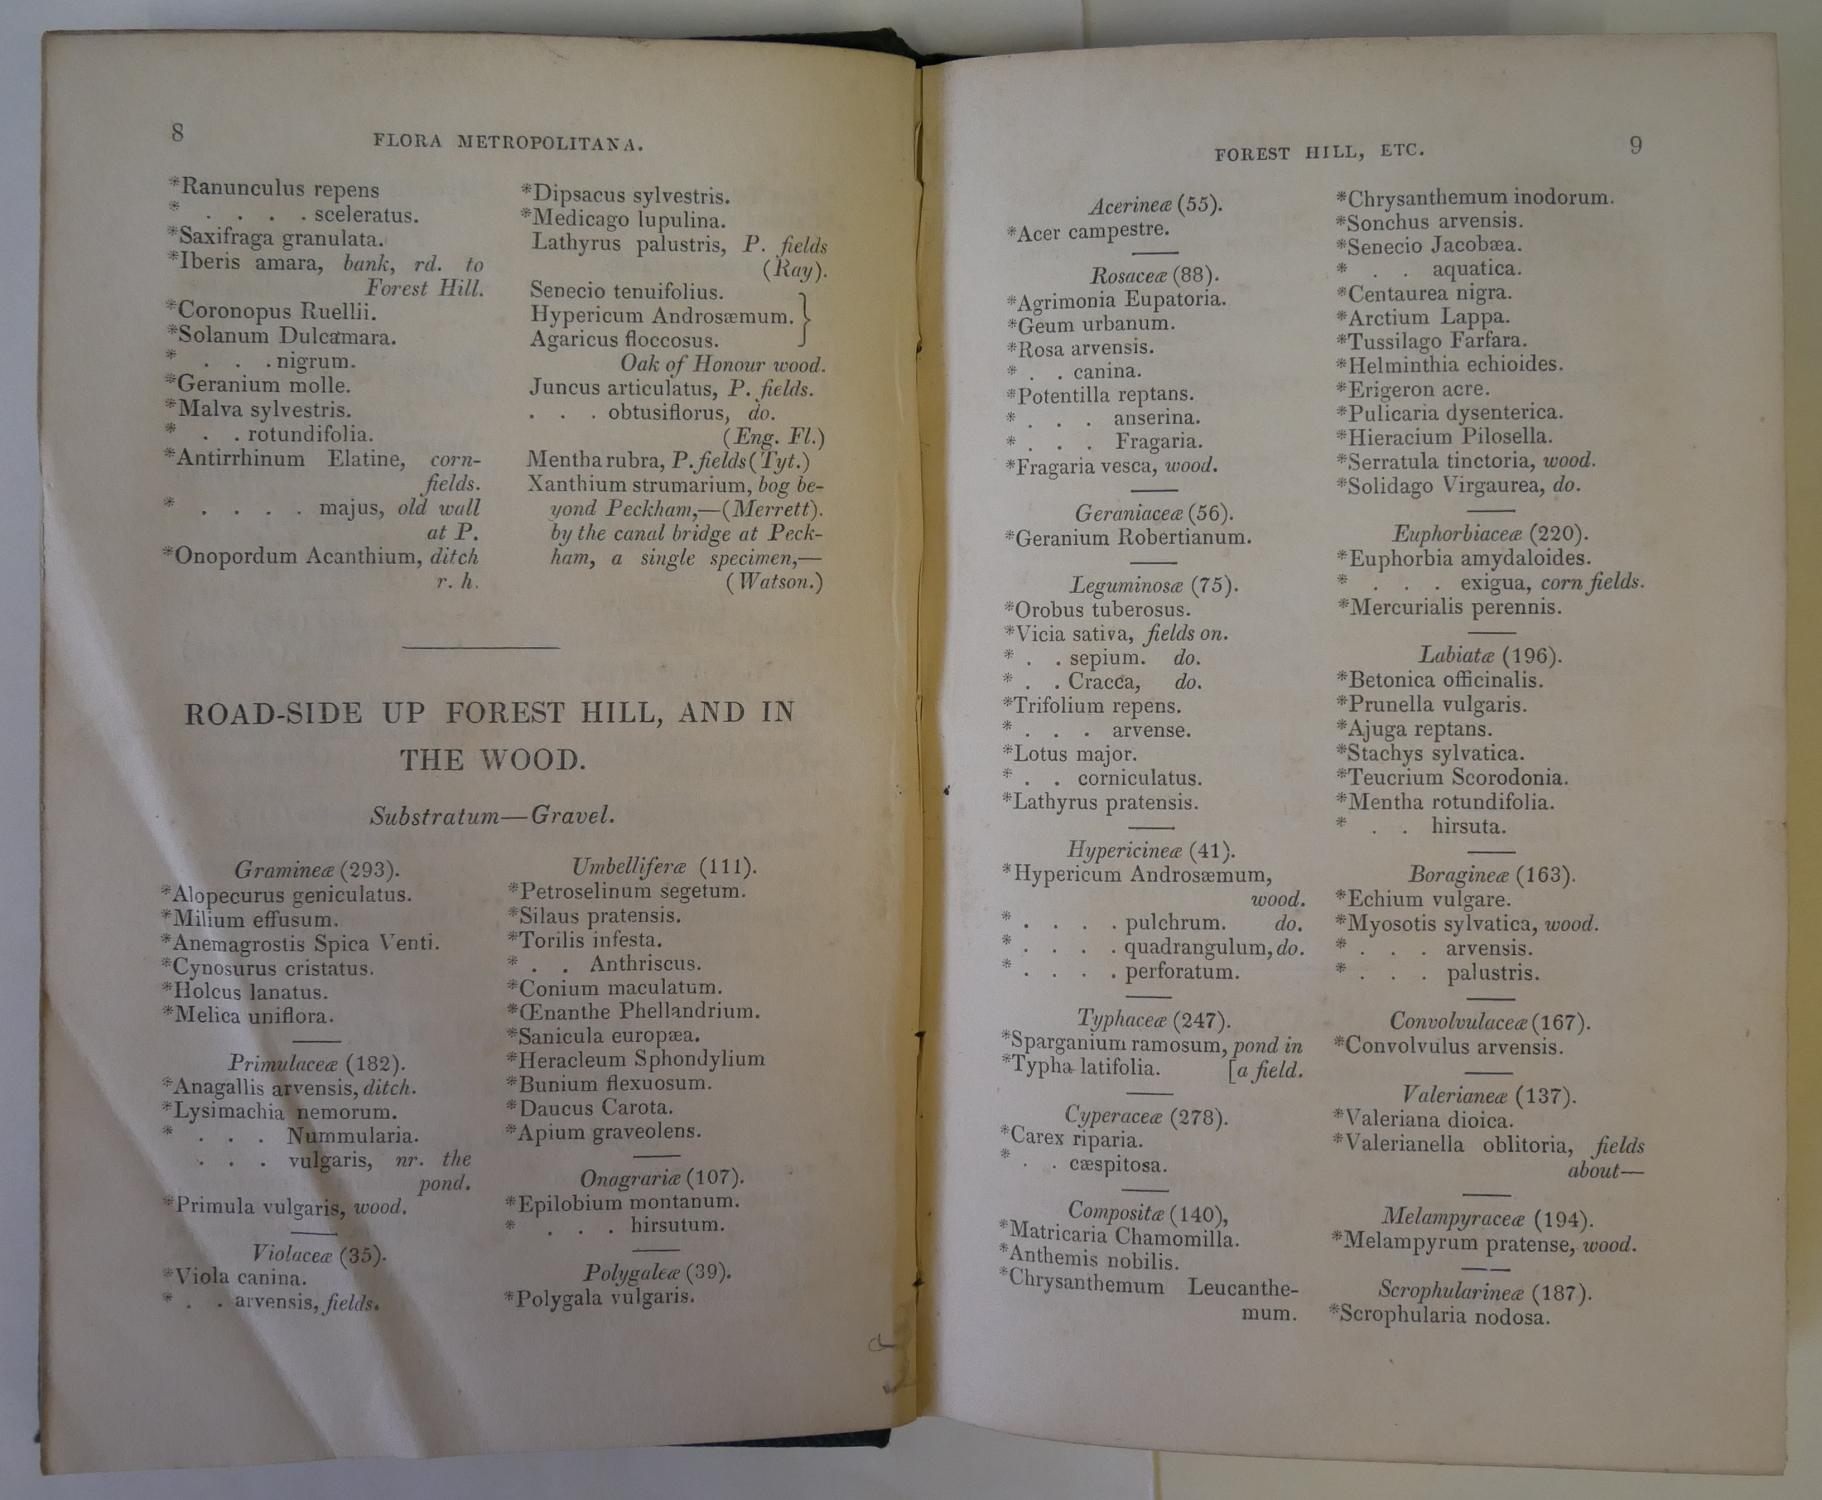 8
FLORA METROPOLITANA.
*Ranunculus repens
* . . . . sceleratus.
*Saxifraga granulata.
*Iberis amara, bank, rd. to
Forest Hill.
*Coronopus Ruellii.
*Solanum Dulcamara.
* . . . nigrum.
*Geranium molle.
*Malva sylvestris.
* . . rotundifolia.
*Antirrhinum Elatine, corn-
fields.
* . . . . majus, old wall
at P.
*Onopordum Acanthium, ditch
r. h.
*Dipsacus sylvestris.
*Medicago lupulina.
Lathyrus palustris, P. fields
(Ray).
Senecio tenuifolius.
Hypericum Androsæmum. }
Agaricus floccosus.
Oak of Honour wood.
Juncus articulatus, P. fields.
. . . obtusiflorus, do.
(Eng. Fl.)
Mentha rubra, P. fields (Tyt.)
Xanthium strumarium, bog be-
yond Peckham,—(Merrett).
by the canal bridge at Peck-
ham, a single specimen,—
(Watson.)
ROAD-SIDE UP FOREST HILL, AND IN
THE WOOD.
Substratum—Gravel.
Gramineæ (293).
*Alopecurus geniculatus.
*Milium effusum.
*Anemagrostis Spica Venti.
*Cynosurus cristatus.
*Holcus lanatus.
*Melica uniflora.
Primulaceæ (182).
*Anagallis arvensis, ditch.
*Lysimachia nemorum.
* . . . Nummularia.
. . . vulgaris, nr. the
pond.
*Primula vulgaris, wood.
Violaceæ (35).
*Viola canina.
* . . arvensis, fields.
Umbelliferæ (111).
*Petroselinum segetum.
*Silaus pratensis.
*Torilis infesta.
* . . Anthriscus.
*Conium maculatum.
*Œnanthe Phellandrium.
*Sanicula europæa.
*Heracleum Sphondylium
*Bunium flexuosum.
*Daucus Carota.
*Apium graveolens.
Onagrariæ (107).
*Epilobium montanum.
* . . . hirsutum.
Polygaleæ (39).
*Polygala vulgaris.
FOREST HILL, ETC.
9
Acerineæ (55).
*Acer campestre.
Rosaceæ (88).
*Agrimonia Eupatoria.
*Geum urbanum.
*Rosa arvensis.
* . . canina.
*Potentilla reptans.
* . . . anserina.
* . . . Fragaria.
*Fragaria vesca, wood.
Geraniaceæ (56).
*Geranium Robertianum.
Leguminosæ (75).
*Orobus tuberosus.
*Vicia sativa, fields on.
* . . sepium. do.
* . . Cracca, do.
*Trifolium repens.
* . . . arvense.
*Lotus major.
* . . corniculatus.
*Lathyrus pratensis.
Hypericineæ (41).
*Hypericum Androsæmum,
wood.
* . . . . pulchrum. do.
* . . . . quadrangulum, do.
* . . . . perforatum.
Typhaceæ (247).
*Sparganium ramosum, pond in
*Typha latifolia. [a field.
Cyperaceæ (278).
*Carex riparia.
* . . cæspitosa.
Compositæ (140),
*Matricaria Chamomilla.
*Anthemis nobilis.
*Chrysanthemum Leucanthe-
mum.
*Chrysanthemum inodorum.
*Sonchus arvensis.
*Senecio Jacobæa.
* . . aquatica.
*Centaurea nigra.
*Arctium Lappa.
*Tussilago Farfara.
*Helminthia echioides.
*Erigeron acre.
*Pulicaria dysenterica.
*Hieracium Pilosella.
*Serratula tinctoria, wood.
*Solidago Virgaurea, do.
Euphorbiaceæ (220).
*Euphorbia amydaloides.
* . . . exigua, corn fields.
*Mercurialis perennis.
Labiatæ (196).
*Betonica officinalis.
*Prunella vulgaris.
*Ajuga reptans.
*Stachys sylvatica.
*Teucrium Scorodonia.
*Mentha rotundifolia.
* . . hirsuta.
Boragineæ (163).
*Echium vulgare.
*Myosotis sylvatica, wood.
* . . . arvensis.
* . . . palustris.
Convolvulaceæ (167).
*Convolvulus arvensis.
Valerianeæ (137).
*Valeriana dioica.
*Valerianella oblitoria, fields
about—
Melampyraceæ (194).
*Melampyrum pratense, wood.
Scrophularineæ (187).
*Scrophularia nodosa.